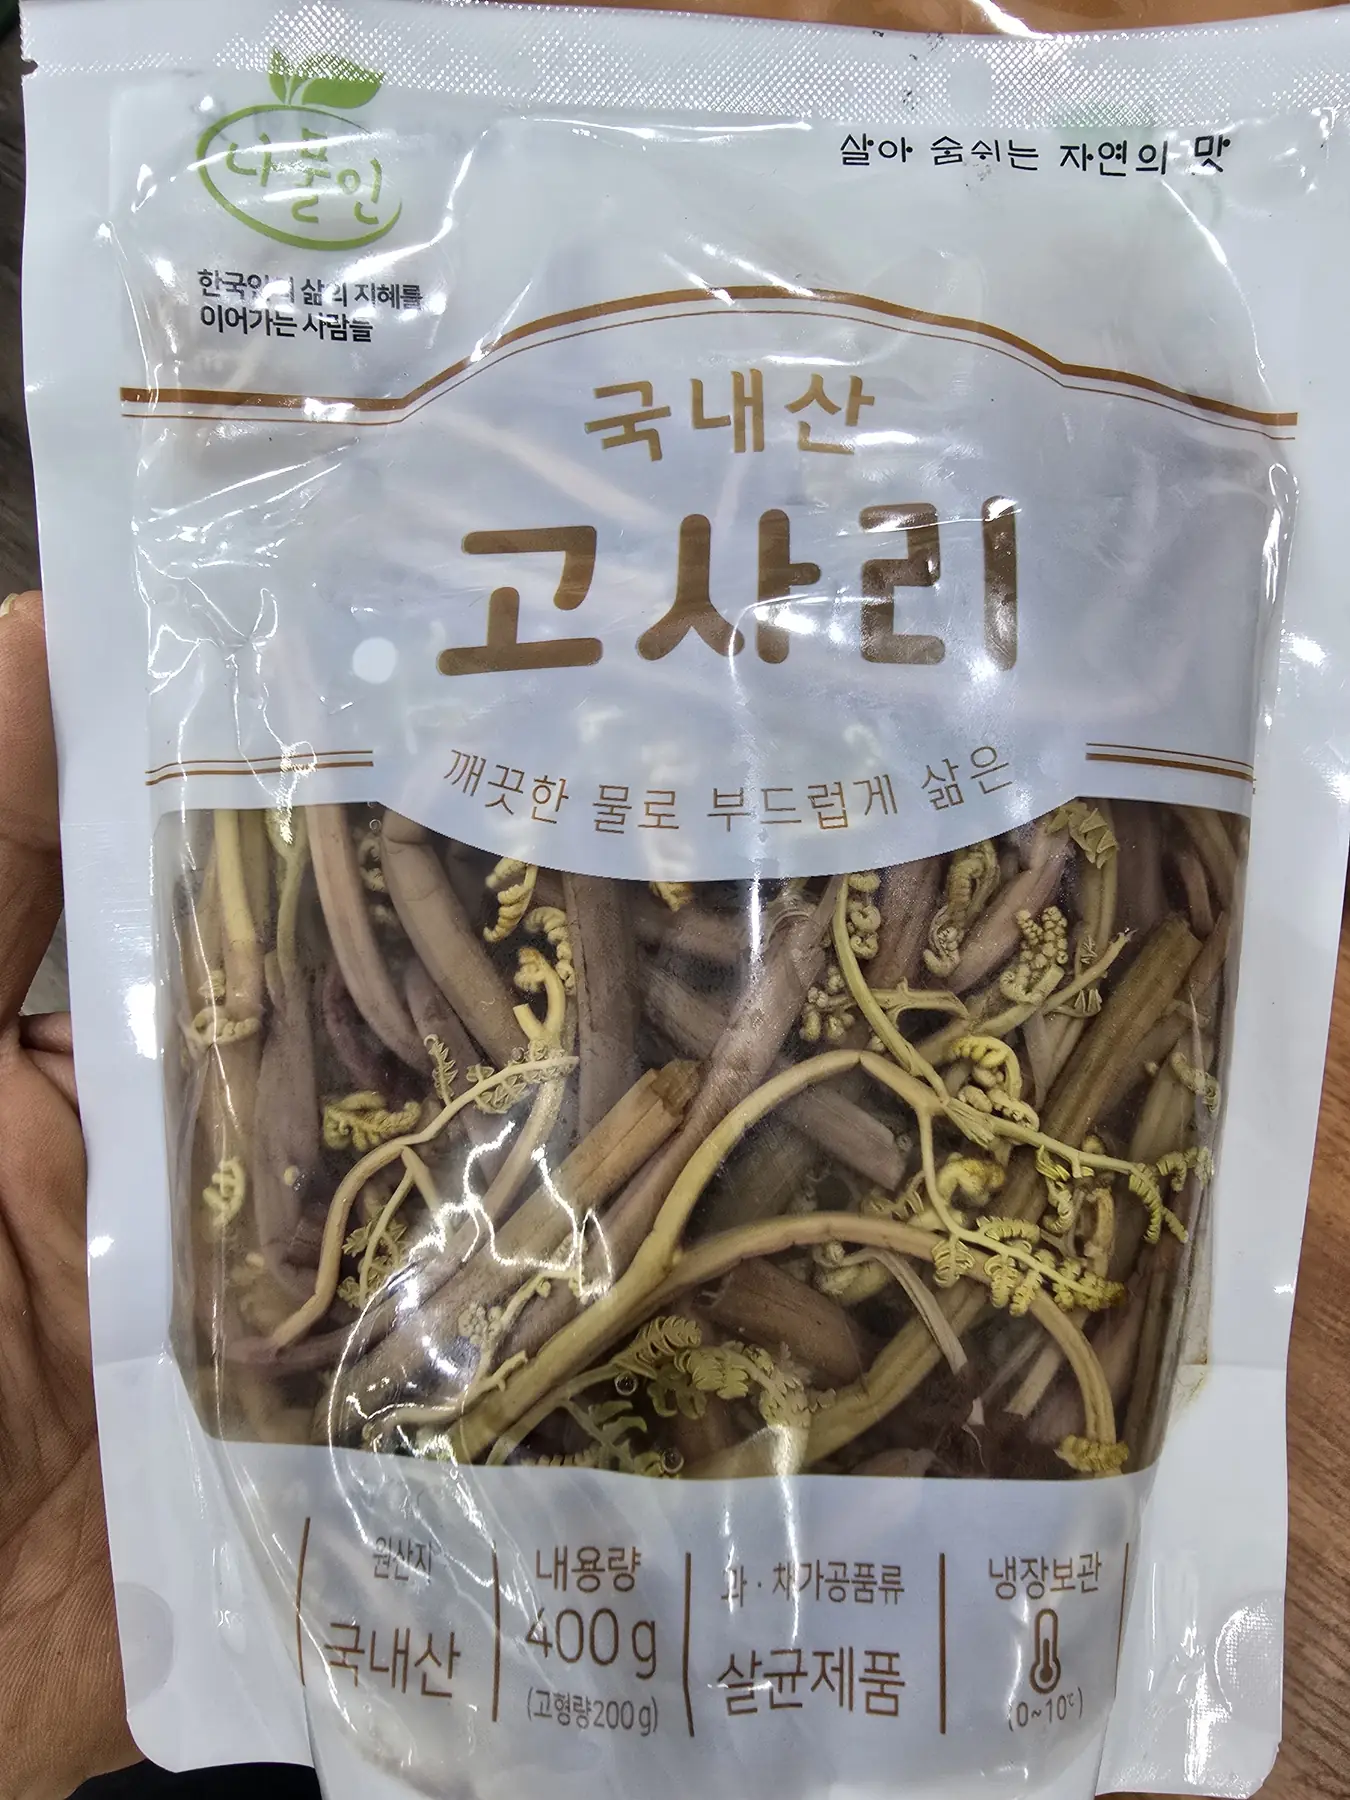 나물인
한국인의 삶의 지혜를
이어가는 사람들
살아 숨쉬는 자연의 맛
국내산
고사리
깨끗한 물로 부드럽게 삶은
원산지
국내산
내용량
400g
(고형량200g)
과·채가공품류
살균제품
냉장보관
(0~10℃)